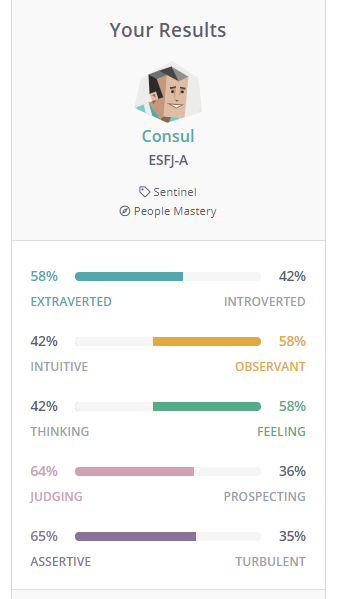 Your Results
Consul
ESFJ-A
Sentinel
People Mastery
58% 42%
EXTRAVERTED INTROVERTED
42% 58%
INTUITIVE OBSERVANT
42% 58%
THINKING FEELING
64% 36%
JUDGING PROSPECTING
65% 35%
ASSERTIVE TURBULENT